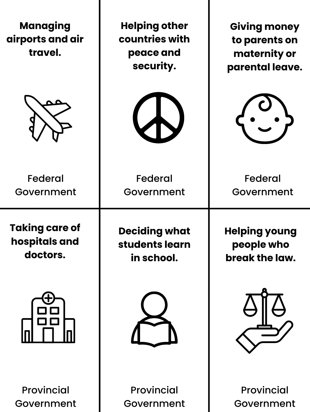 Managing
airports and air
travel.
Federal
Government
Helping other
countries with
peace and
security.
Federal
Government
Giving money
to parents on
maternity or
parental leave.
Federal
Government
Taking care of
hospitals and
doctors.
Provincial
Government
Deciding what
students learn
in school.
Provincial
Government
Helping young
people who
break the law.
Provincial
Government